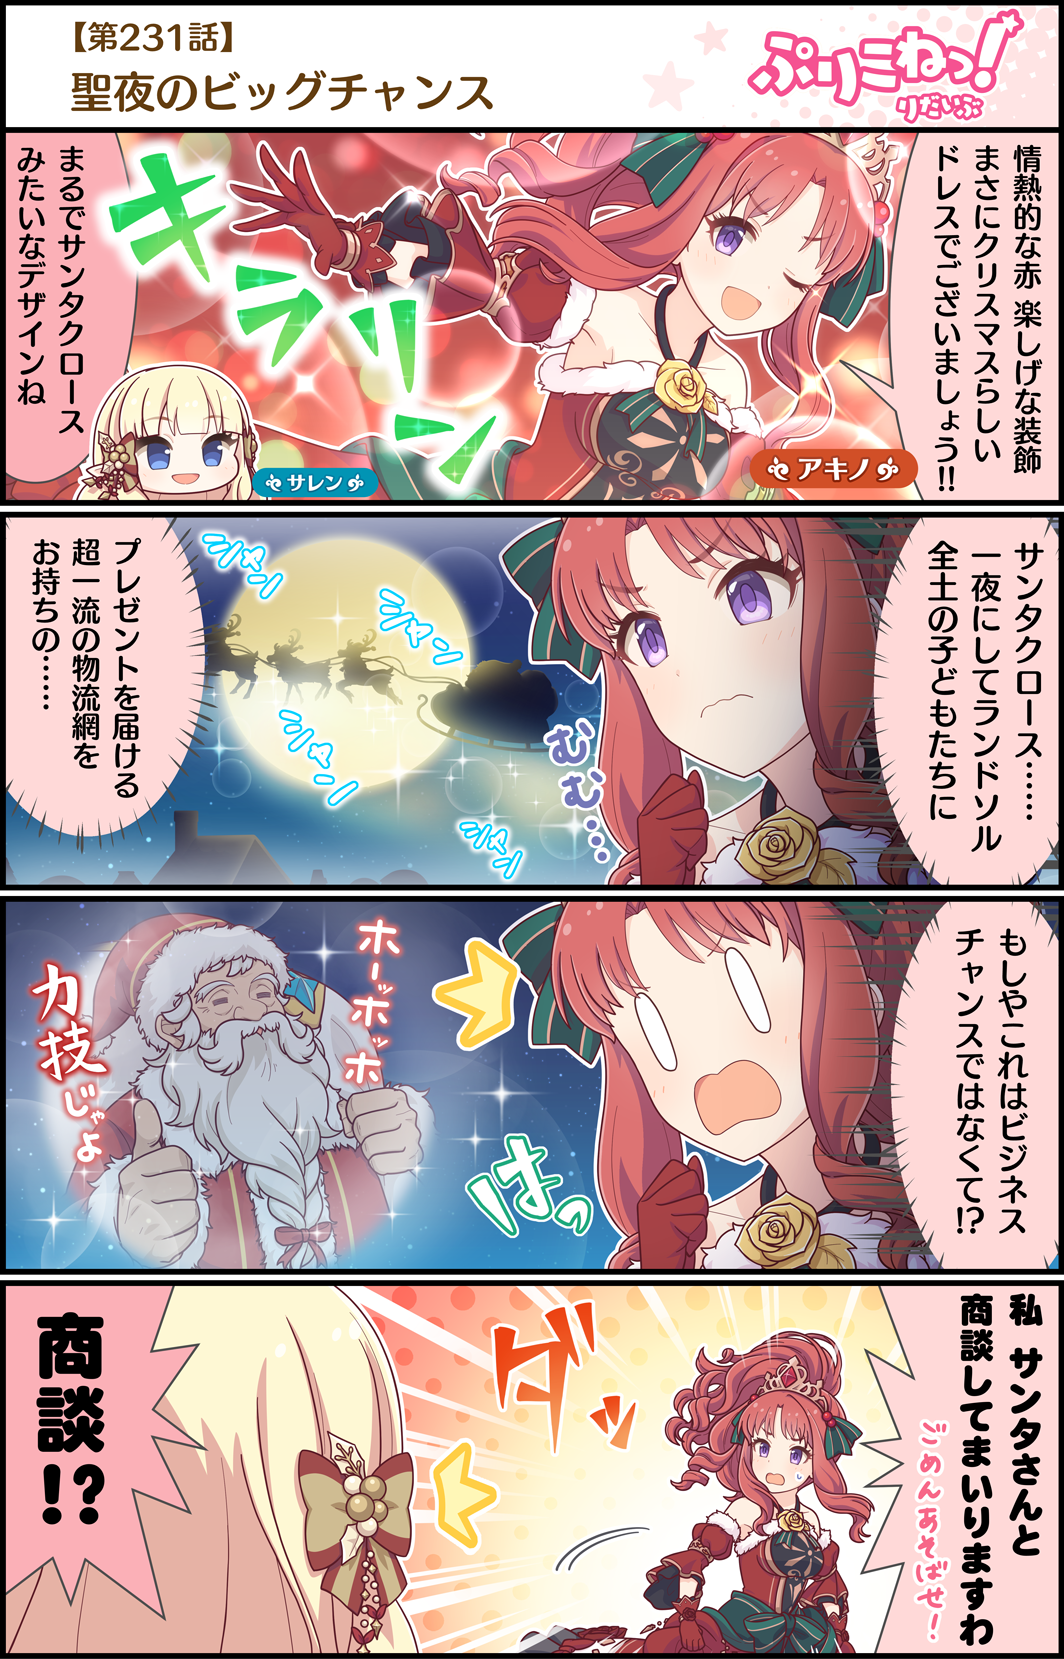 【第231話】
聖夜のビッグチャンス
ぷりこねっ!
りだいぶ
情熱的な赤 楽しげな装飾
まさにクリスマスらしい
ドレスでございましょう!!
キラリン
アキノ
まるでサンタクロース
みたいなデザインね
サレン
サンタクロース……
一夜にしてランドソル
全土の子どもたちに
むむ…
シャン
シャン
シャン
シャン
プレゼントを届ける
超一流の物流網を
お持ちの……
もしやこれはビジネス
チャンスではなくて!?
はっ
ホーッホッホ
力技じゃよ
私 サンタさんと
商談してまいりますわ
ごめんあそばせ!
ダッ
商談!?